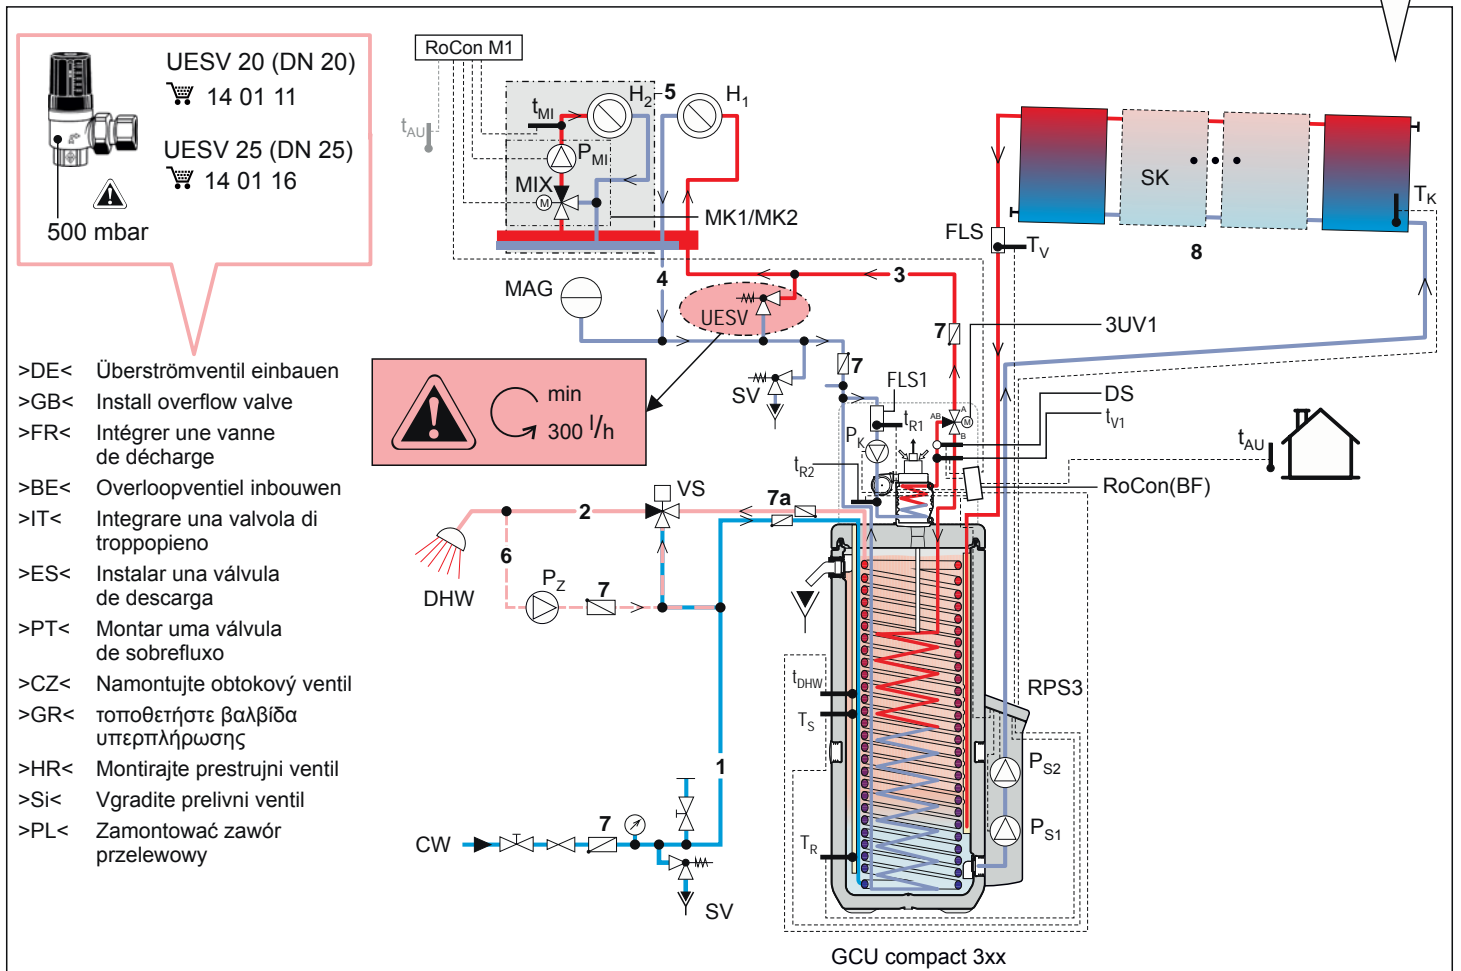 UESV 20 (DN 20)
14 01 11
UESV 25 (DN 25)
14 01 16
500 mbar
>DE< Überströmventil einbauen
>GB< Install overflow valve
>FR< Intégrer une vanne
de décharge
>BE< Overloopventiel inbouwen
>IT< Integrare una valvola di
troppopieno
>ES< Instalar una válvula
de descarga
>PT< Montar uma válvula
de sobrefluxo
>CZ< Namontujte obtokový ventil
>GR< τοποθετήστε βαλβίδα
υπερπλήρωσης
>HR< Montirajte prestrujni ventil
>Si< Vgradite prelivni ventil
>PL< Zamontować zawór
przelewowy
RoCon M1
tAU
tMI
H2
5
H1
PMI
MIX
M
MK1/MK2
4
3
MAG
UESV
SV
7
7
min
300 l/h
FLS1
tR1
PK
tR2
A
AB
M
B
3UV1
DS
tV1
RoCon(BF)
tAU
SK
TK
FLS
TV
8
VS
2
7a
6
DHW
PZ
7
tDHW
TS
TR
1
CW
7
SV
RPS3
PS2
PS1
GCU compact 3xx